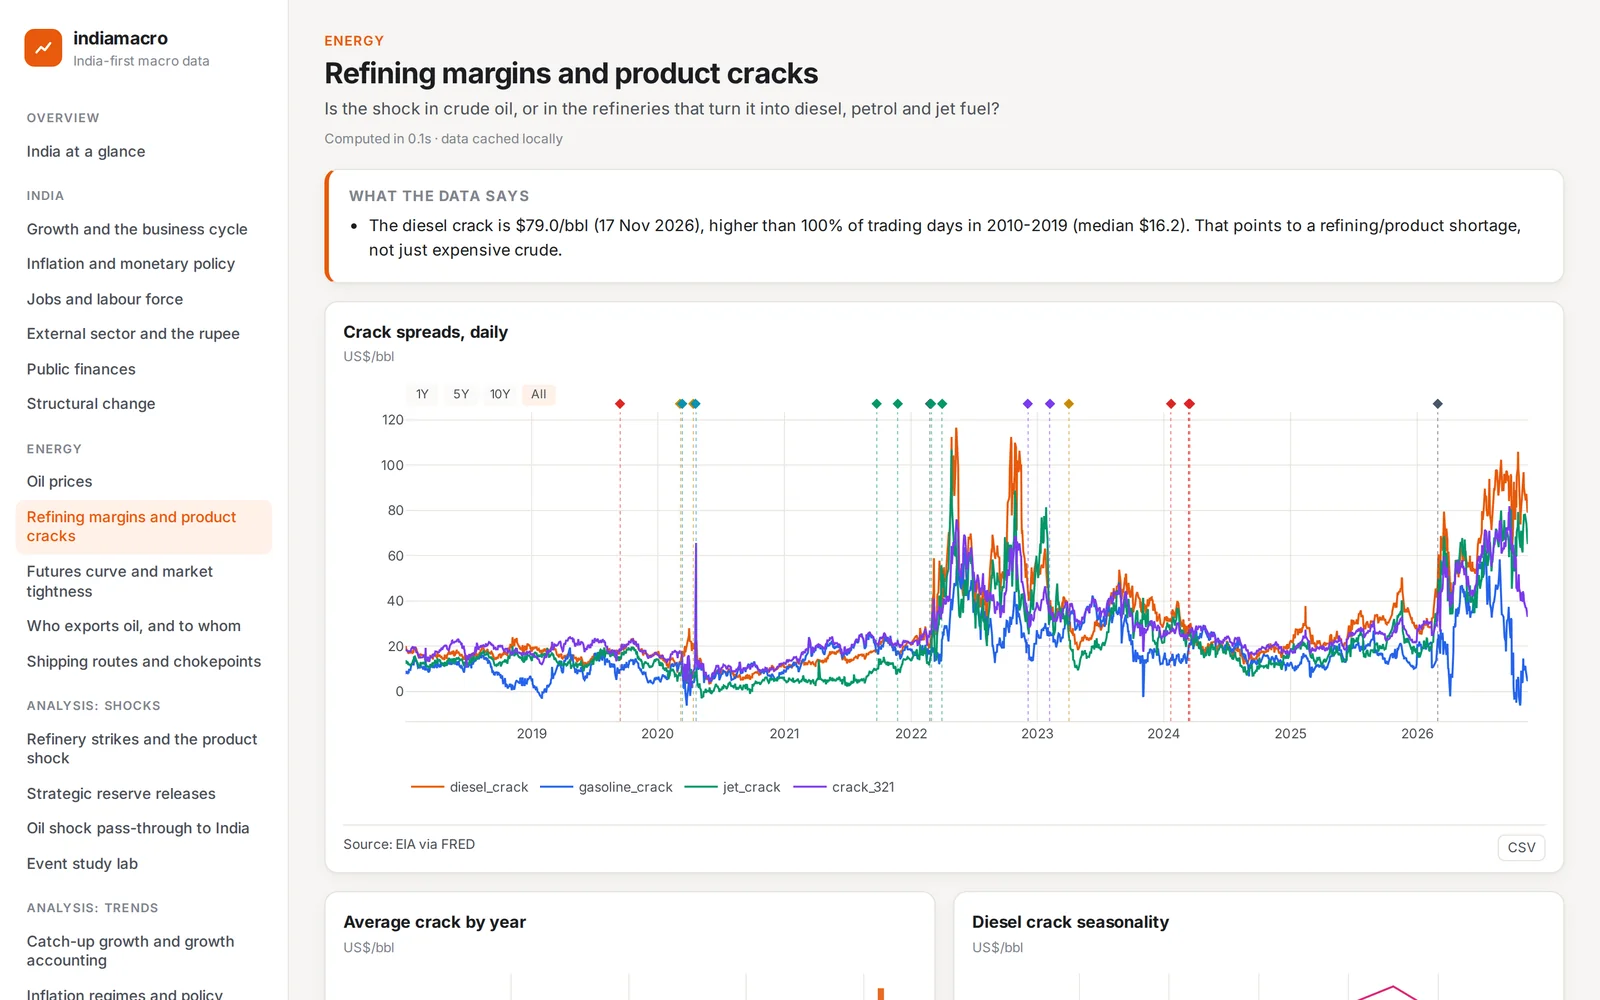 indiamacro
India-first macro data
OVERVIEW
India at a glance
INDIA
Growth and the business cycle
Inflation and monetary policy
Jobs and labour force
External sector and the rupee
Public finances
Structural change
ENERGY
Oil prices
Refining margins and product
cracks
Futures curve and market
tightness
Who exports oil, and to whom
Shipping routes and chokepoints
ANALYSIS: SHOCKS
Refinery strikes and the product
shock
Strategic reserve releases
Oil shock pass-through to India
Event study lab
ANALYSIS: TRENDS
Catch-up growth and growth
accounting
Inflation regimes and policy
ENERGY
Refining margins and product cracks
Is the shock in crude oil, or in the refineries that turn it into diesel, petrol and jet fuel?
Computed in 0.1s · data cached locally
WHAT THE DATA SAYS
• The diesel crack is $79.0/bbl (17 Nov 2026), higher than 100% of trading days in 2010-2019 (median $16.2). That points to a refining/product shortage,
not just expensive crude.
Crack spreads, daily
US$/bbl
1Y 5Y 10Y All
120
100
80
60
40
20
0
2019 2020 2021 2022 2023 2024 2025 2026
diesel_crack gasoline_crack jet_crack crack_321
Source: EIA via FRED
CSV
Average crack by year
US$/bbl
Diesel crack seasonality
US$/bbl